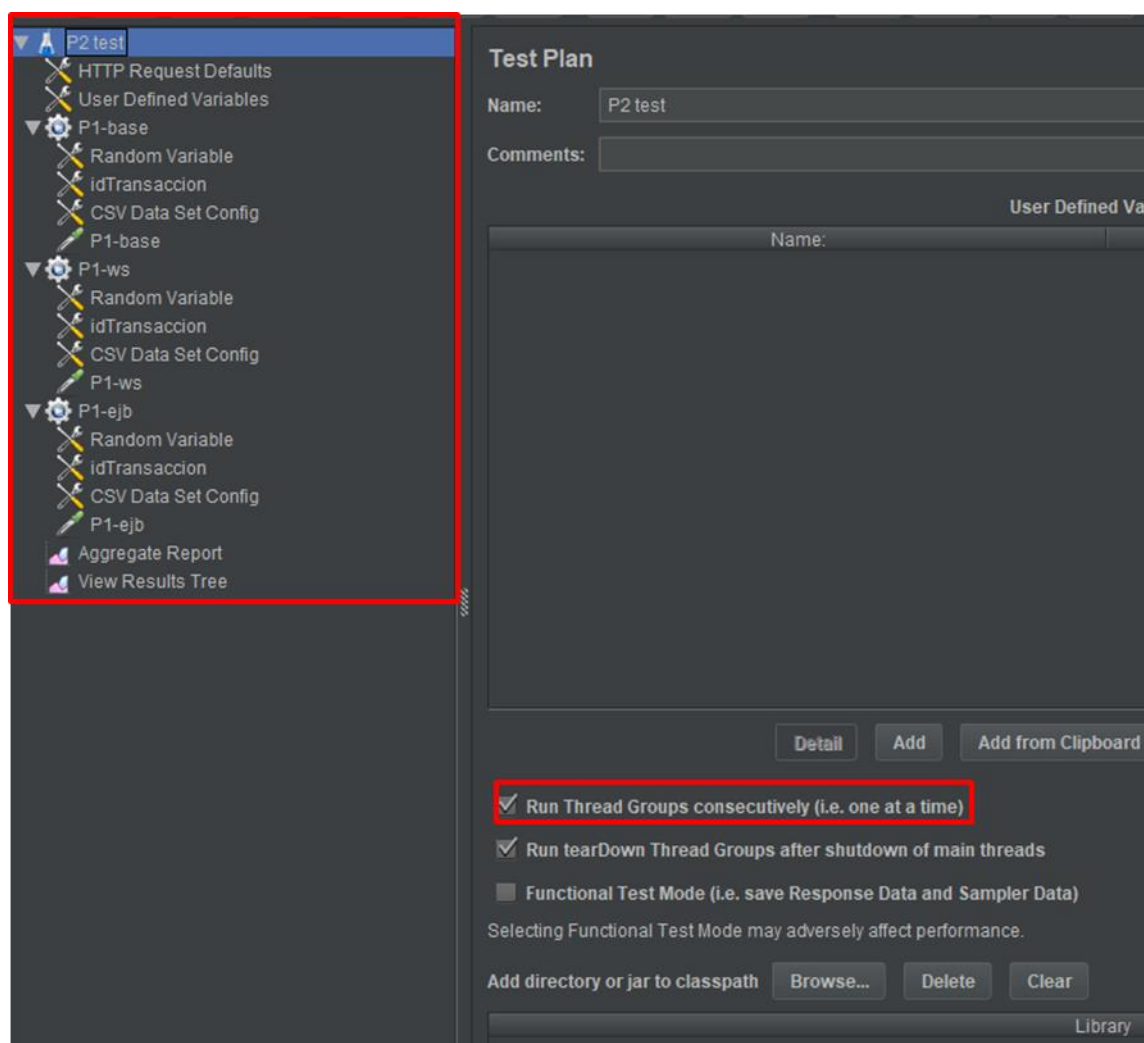 P2 test
HTTP Request Defaults
User Defined Variables
P1-base
Random Variable
idTransaccion
CSV Data Set Config
P1-base
P1-ws
Random Variable
idTransaccion
CSV Data Set Config
P1-ws
P1-ejb
Random Variable
idTransaccion
CSV Data Set Config
P1-ejb
Aggregate Report
View Results Tree
Test Plan
Name: P2 test
Comments:
User Defined Va
Name:
Detail Add Add from Clipboard
Run Thread Groups consecutively (i.e. one at a time)
Run tearDown Thread Groups after shutdown of main threads
Functional Test Mode (i.e. save Response Data and Sampler Data)
Selecting Functional Test Mode may adversely affect performance.
Add directory or jar to classpath Browse... Delete Clear
Library